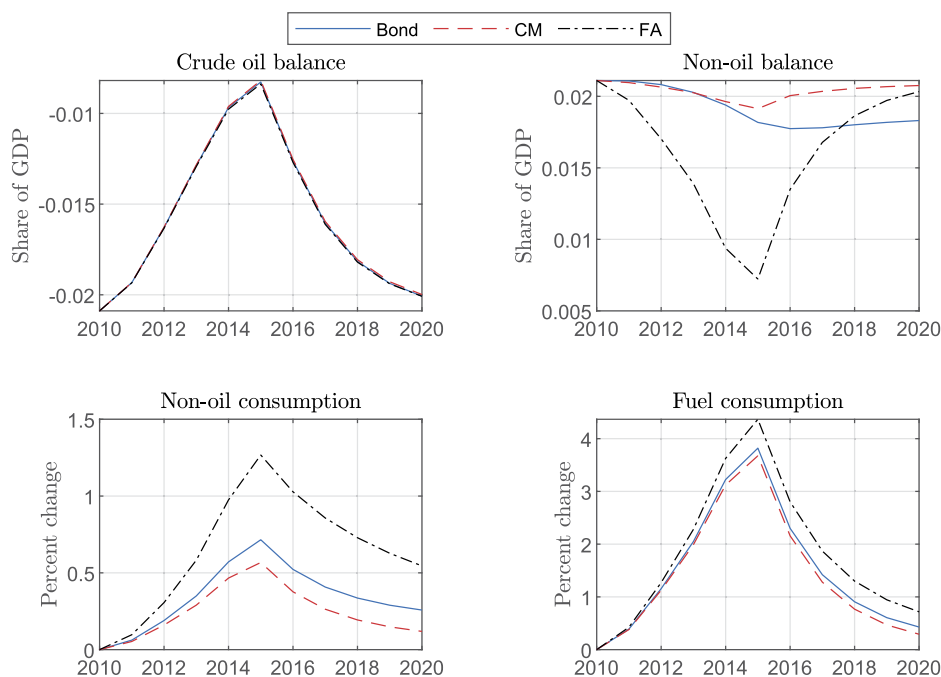 Bond CM FA
Crude oil balance
Share of GDP
-0.01
-0.015
-0.02
2010 2012 2014 2016 2018 2020
Non-oil balance
Share of GDP
0.02
0.015
0.01
0.005
2010 2012 2014 2016 2018 2020
Non-oil consumption
Percent change
1.5
1
0.5
0
2010 2012 2014 2016 2018 2020
Fuel consumption
Percent change
4
3
2
1
0
2010 2012 2014 2016 2018 2020